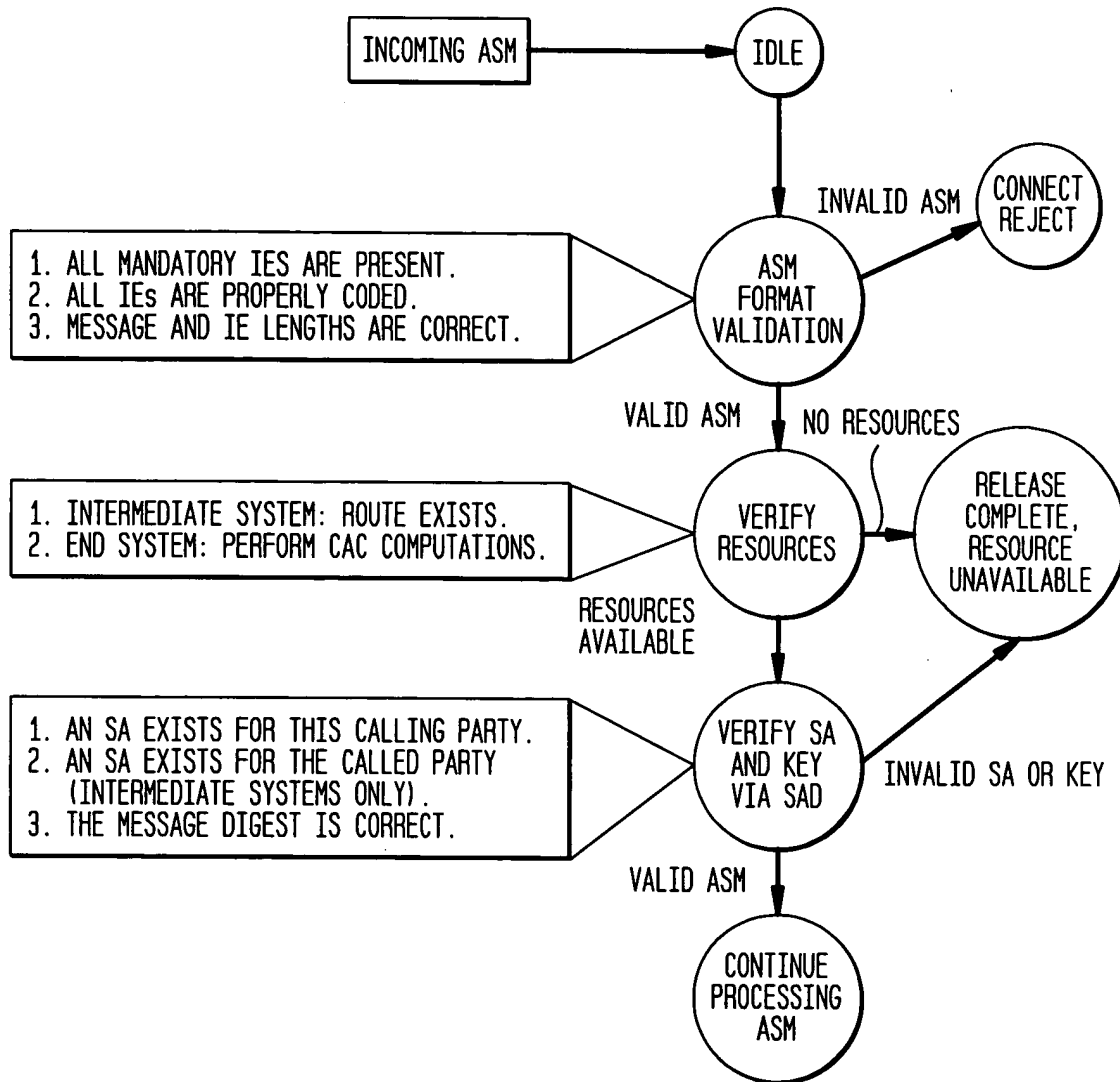 INCOMING ASM
IDLE
INVALID ASM
CONNECT
REJECT
1. ALL MANDATORY IES ARE PRESENT.
2. ALL IEs ARE PROPERLY CODED.
3. MESSAGE AND IE LENGTHS ARE CORRECT.
ASM
FORMAT
VALIDATION
VALID ASM
NO RESOURCES
1. INTERMEDIATE SYSTEM: ROUTE EXISTS.
2. END SYSTEM: PERFORM CAC COMPUTATIONS.
VERIFY
RESOURCES
RELEASE
COMPLETE,
RESOURCE
UNAVAILABLE
RESOURCES
AVAILABLE
1. AN SA EXISTS FOR THIS CALLING PARTY.
2. AN SA EXISTS FOR THE CALLED PARTY
(INTERMEDIATE SYSTEMS ONLY).
3. THE MESSAGE DIGEST IS CORRECT.
VERIFY SA
AND KEY
VIA SAD
INVALID SA OR KEY
VALID ASM
CONTINUE
PROCESSING
ASM